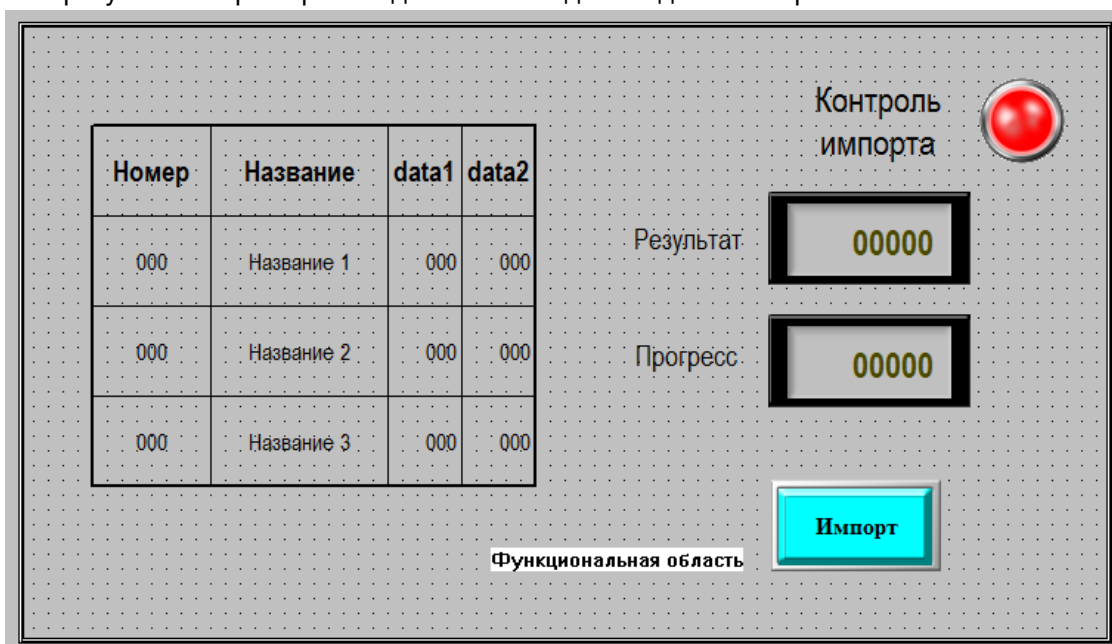 Контроль
импорта
Номер Название data1 data2
000 Название 1 000 000
000 Название 2 000 000
000 Название 3 000 000
Результат 00000
Прогресс 00000
Импорт
Функциональная область